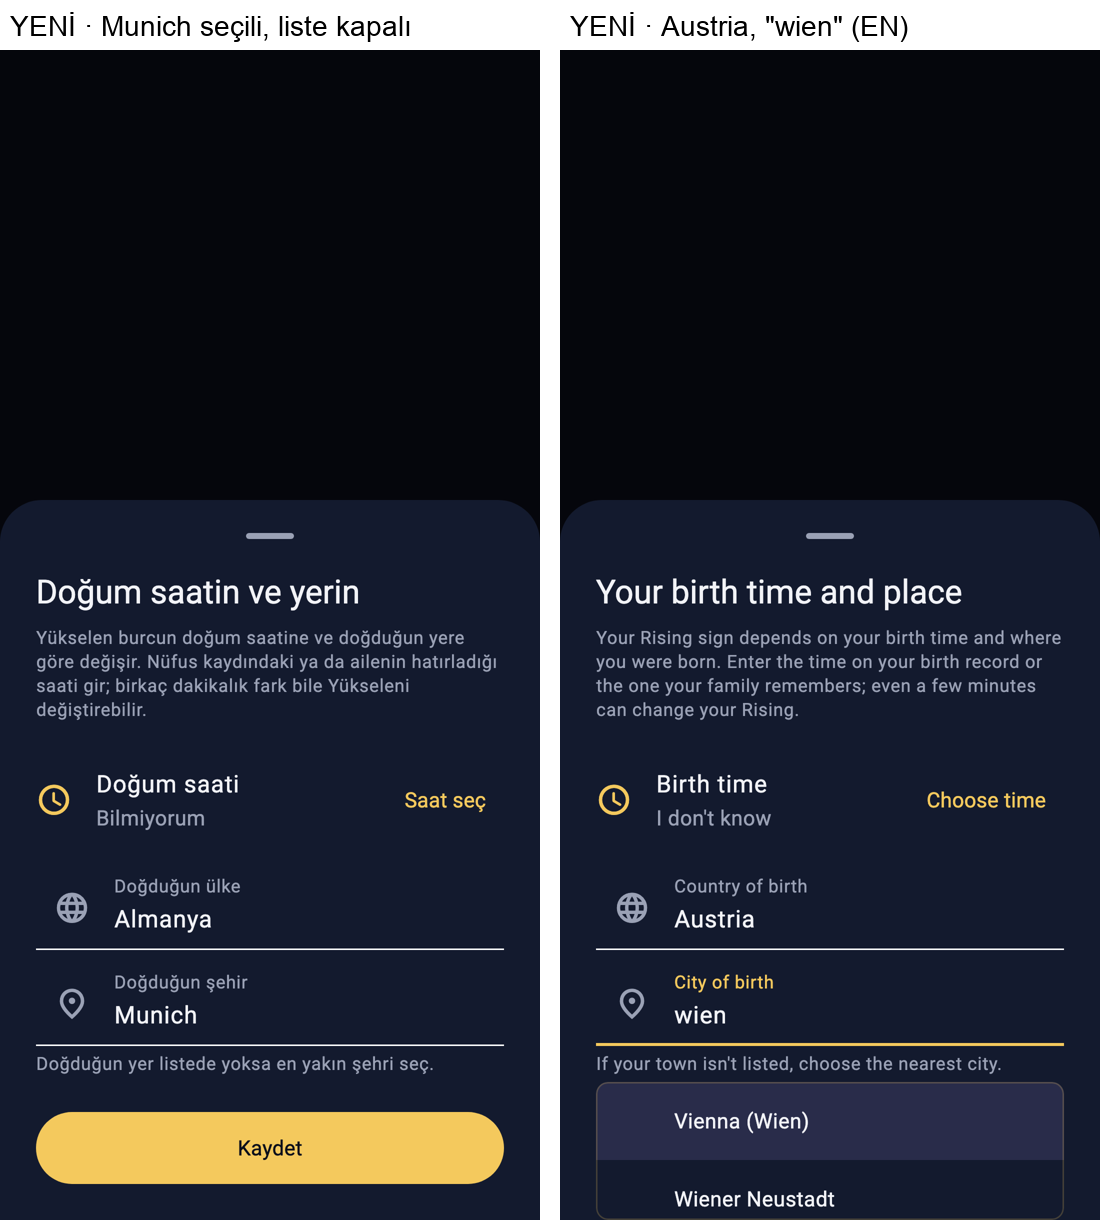 YENİ · Munich seçili, liste kapalı
Doğum saatin ve yerin
Yükselen burcun doğum saatine ve doğduğun yere
göre değişir. Nüfus kaydındaki ya da ailenin hatırladığı
saati gir; birkaç dakikalık fark bile Yükseleni
değiştirebilir.
Doğum saati
Bilmiyorum
Saat seç
Doğduğun ülke
Almanya
Doğduğun şehir
Munich
Doğduğun yer listede yoksa en yakın şehri seç.
Kaydet
YENİ · Austria, "wien" (EN)
Your birth time and place
Your Rising sign depends on your birth time and where
you were born. Enter the time on your birth record or
the one your family remembers; even a few minutes
can change your Rising.
Birth time
I don't know
Choose time
Country of birth
Austria
City of birth
wien
If your town isn't listed, choose the nearest city.
Vienna (Wien)
Wiener Neustadt